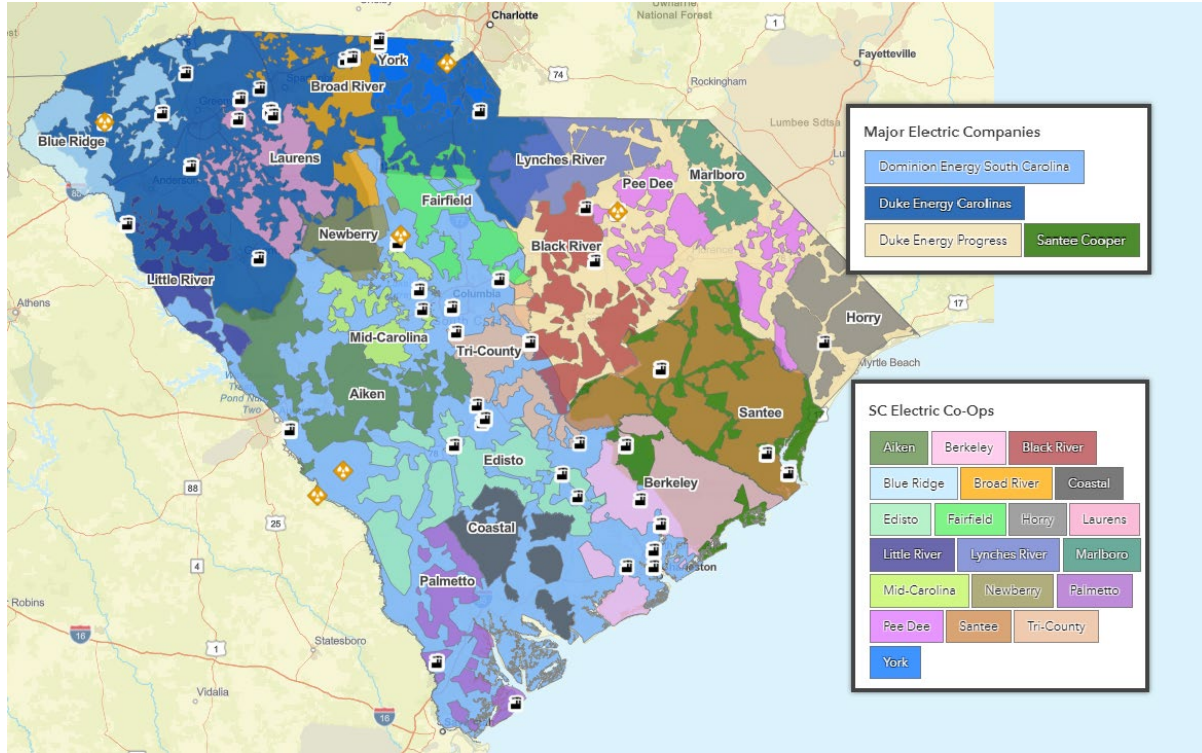 Charlotte
National Forest
1
Fayetteville
74
Rockingham
Lumbee Sdtsa
York
Broad River
Blue Ridge
Laurens
Lynches River
Marlboro
Pee Dee
Anderson
Fairfield
Newberry
Black River
Little River
Athens
Columbia
Horry
17
Mid-Carolina
Tri-County
Myrtle Beach
Aiken
Pond Nu
Two
Santee
Edisto
88
Berkeley
25
Coastal
4
Palmetto
Robins
16
Statesboro
1
Vidalia
16
Major Electric Companies
Dominion Energy South Carolina
Duke Energy Carolinas
Duke Energy Progress Santee Cooper
SC Electric Co-Ops
Aiken Berkeley Black River
Blue Ridge Broad River Coastal
Edisto Fairfield Horry Laurens
Little River Lynches River Marlboro
Mid-Carolina Newberry Palmetto
Pee Dee Santee Tri-County
York